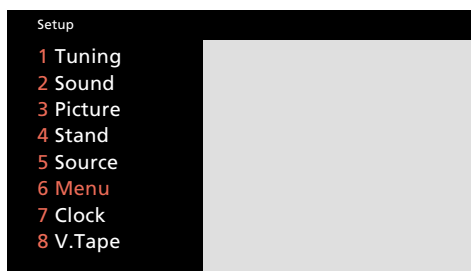 Setup
1 Tuning
2 Sound
3 Picture
4 Stand
5 Source
6 Menu
7 Clock
8 V.Tape